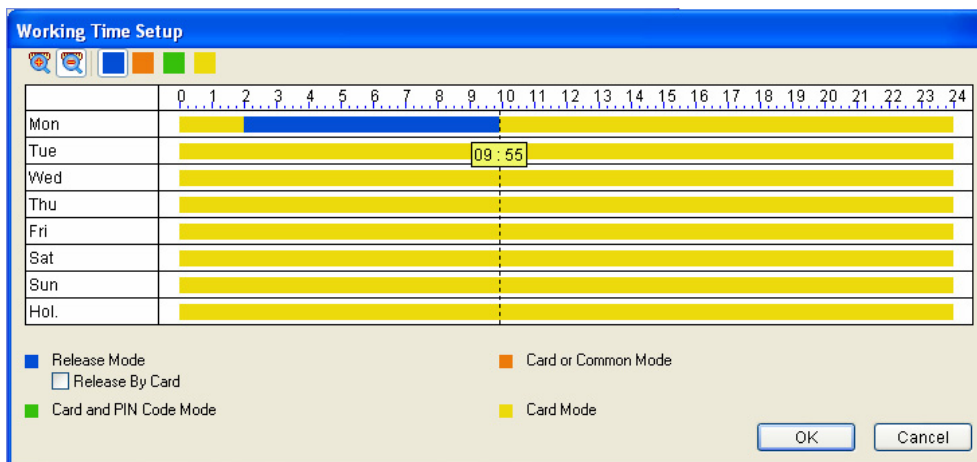 Working Time Setup
0 1 2 3 4 5 6 7 8 9 10 11 12 13 14 15 16 17 18 19 20 21 22 23 24
Mon
Tue
09 : 55
Wed
Thu
Fri
Sat
Sun
Hol.
Release Mode
Card or Common Mode
Release By Card
Card and PIN Code Mode
Card Mode
OK
Cancel